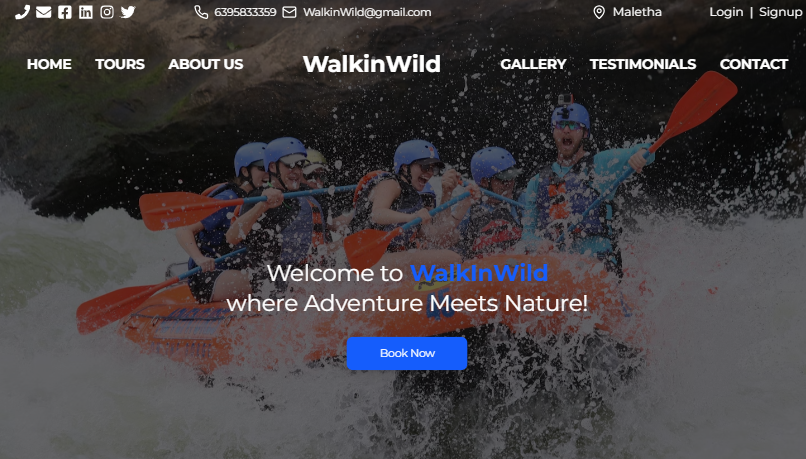 6395833359 WalkinWild@gmail.com Maletha Login | Signup
HOME TOURS ABOUT US WalkinWild GALLERY TESTIMONIALS CONTACT
Welcome to WalkInWild
where Adventure Meets Nature!
Book Now